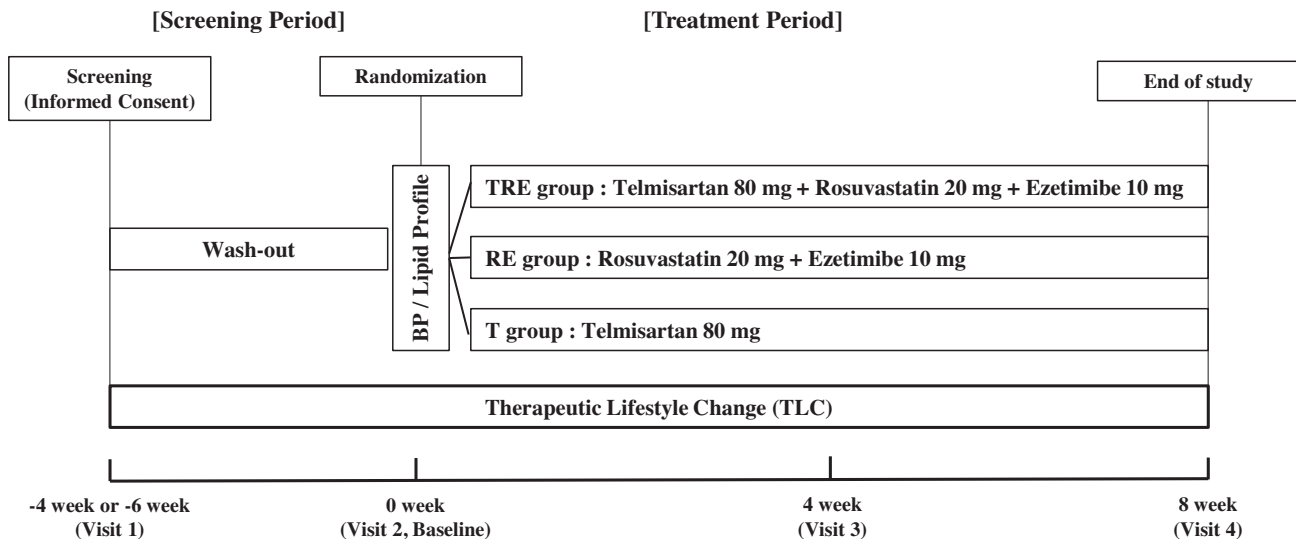 [Screening Period]
[Treatment Period]
Screening
(Informed Consent)
Randomization
End of study
Wash-out
BP / Lipid Profile
TRE group : Telmisartan 80 mg + Rosuvastatin 20 mg + Ezetimibe 10 mg
RE group : Rosuvastatin 20 mg + Ezetimibe 10 mg
T group : Telmisartan 80 mg
Therapeutic Lifestyle Change (TLC)
-4 week or -6 week
(Visit 1)
0 week
(Visit 2, Baseline)
4 week
(Visit 3)
8 week
(Visit 4)